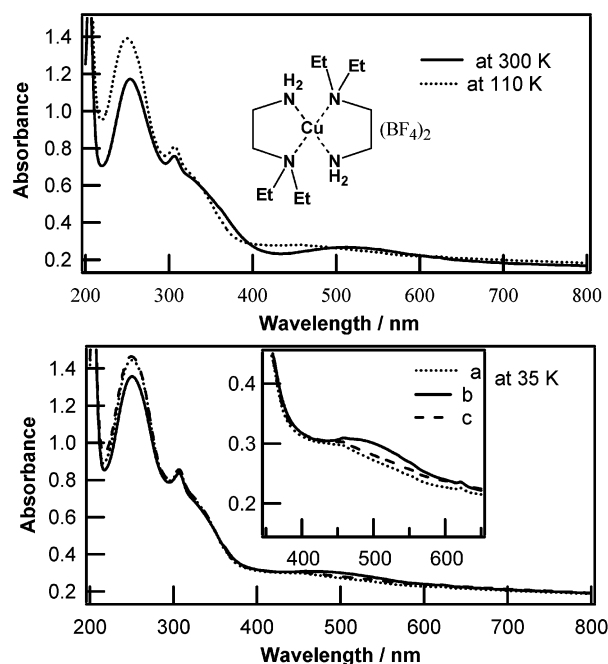 1.4
1.2
1.0
0.8
0.6
0.4
0.2
Absorbance
Et Et
H2
N N
Cu (BF4)2
N N
H2
Et
Et
at 300 K
at 110 K
200 300 400 500 600 700 800
Wavelength / nm
1.4
1.2
1.0
0.8
0.6
0.4
0.2
Absorbance
0.4
0.3
0.2
a at 35 K
b
c
400 500 600
200 300 400 500 600 700 800
Wavelength / nm